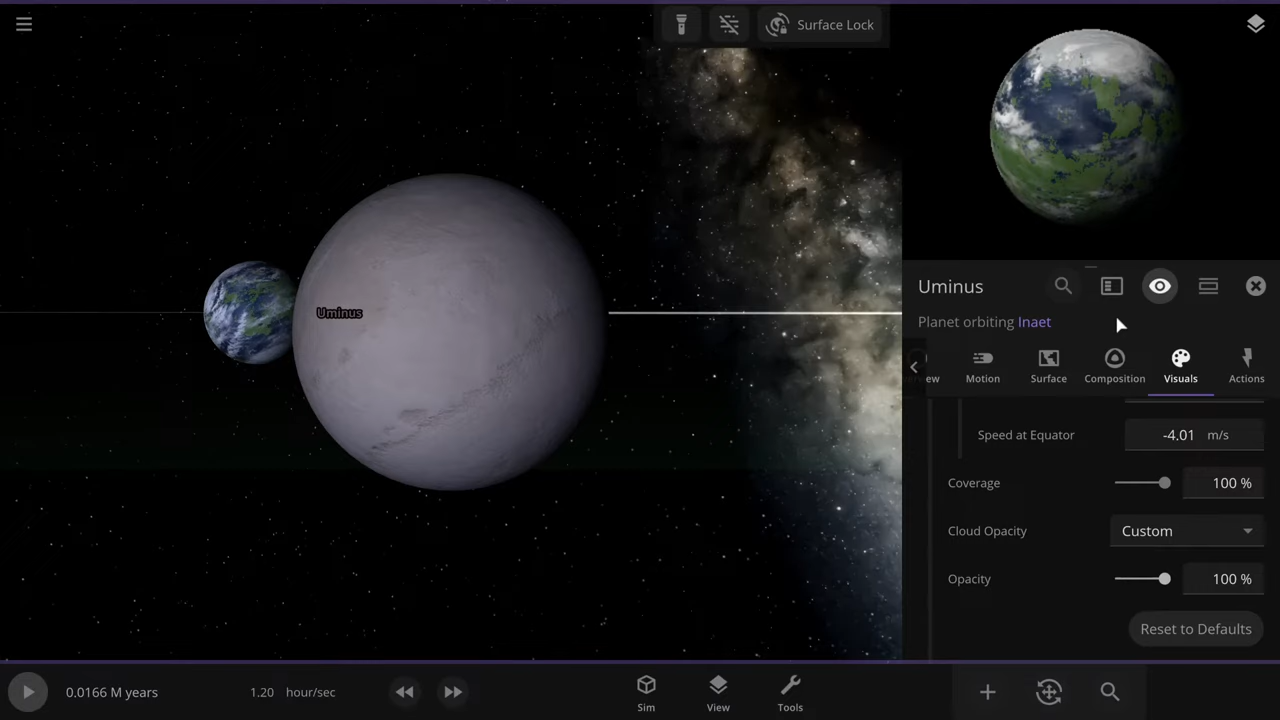 Surface Lock
Uminus
Uminus
Planet orbiting Inaet
ew
Motion
Surface
Composition
Visuals
Actions
Speed at Equator
-4.01 m/s
Coverage
100 %
Cloud Opacity
Custom
Opacity
100 %
Reset to Defaults
0.0166 M years
1.20 hour/sec
Sim
View
Tools